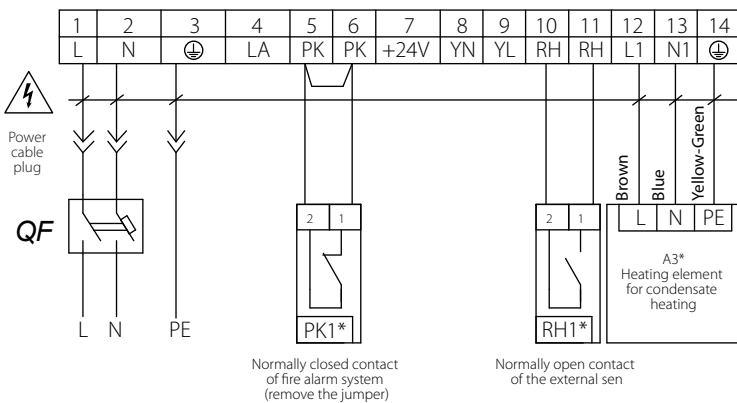 1 2 3 4 5 6 7 8 9 10 11 12 13 14
L N LA PK PK +24V YN YL RH RH L1 N1
Power
cable
plug
Brown
Blue
Yellow-Green
QF
2 1
2 1
L N PE
A3*
Heating element
for condensate
heating
L N PE
PK1*
RH1*
Normally closed contact
of fire alarm system
(remove the jumper)
Normally open contact
of the external sen